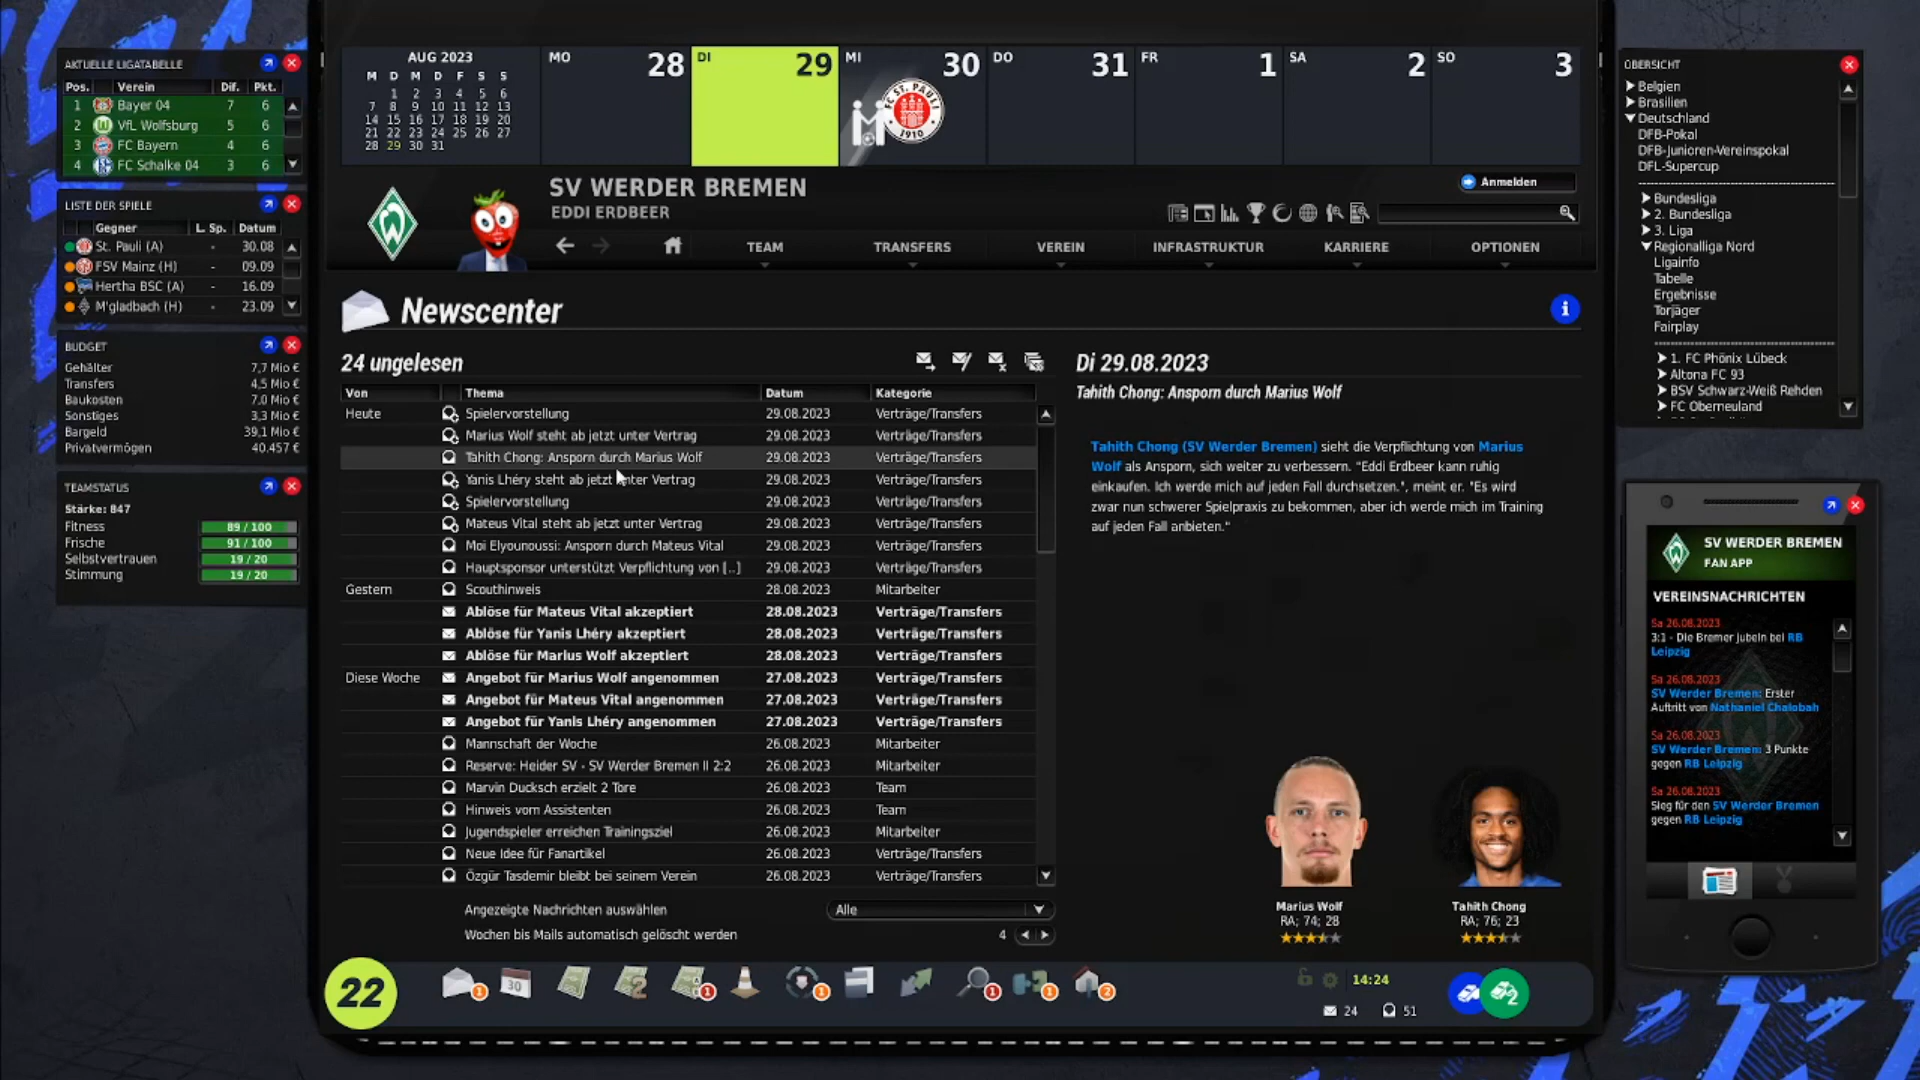 AKTUELLE LIGATABELLE
Pos. Verein Dif. Pkt.
1 Bayer 04 7 6
2 VfL Wolfsburg 5 6
3 FC Bayern 4 6
4 FC Schalke 04 3 6
LISTE DER SPIELE
Gegner L. Sp. Datum
St. Pauli (A) - 30.08
FSV Mainz (H) - 09.09
Hertha BSC (A) - 16.09
M'gladbach (H) - 23.09
BUDGET
Gehälter 7,7 Mio €
Transfers 4,5 Mio €
Baukosten 7,0 Mio €
Sonstiges 3,3 Mio €
Bargeld 39,1 Mio €
Privatvermögen 40.457 €
TEAMSTATUS
Stärke: 847
Fitness 89 / 100
Frische 91 / 100
Selbstvertrauen 19 / 20
Stimmung 19 / 20
AUG 2023
M D M D F S S
1 2 3 4 5 6
7 8 9 10 11 12 13
14 15 16 17 18 19 20
21 22 23 24 25 26 27
28 29 30 31
MO 28 DI 29 MI 30 DO 31 FR 1 SA 2 SO 3
FC ST. PAULI
1910
SV WERDER BREMEN
EDDI ERDBEER
Anmelden
TEAM TRANSFERS VEREIN INFRASTRUKTUR KARRIERE OPTIONEN
Newscenter
24 ungelesen
Von Thema Datum Kategorie
Heute Spielervorstellung 29.08.2023 Verträge/Transfers
Marius Wolf steht ab jetzt unter Vertrag 29.08.2023 Verträge/Transfers
Tahith Chong: Ansporn durch Marius Wolf 29.08.2023 Verträge/Transfers
Yanis Lhéry steht ab jetzt unter Vertrag 29.08.2023 Verträge/Transfers
Spielervorstellung 29.08.2023 Verträge/Transfers
Mateus Vital steht ab jetzt unter Vertrag 29.08.2023 Verträge/Transfers
Moi Elyounoussi: Ansporn durch Mateus Vital 29.08.2023 Verträge/Transfers
Hauptsponsor unterstützt Verpflichtung von [..] 29.08.2023 Verträge/Transfers
Gestern Scouthinweis 28.08.2023 Mitarbeiter
Ablöse für Mateus Vital akzeptiert 28.08.2023 Verträge/Transfers
Ablöse für Yanis Lhéry akzeptiert 28.08.2023 Verträge/Transfers
Ablöse für Marius Wolf akzeptiert 28.08.2023 Verträge/Transfers
Diese Woche Angebot für Marius Wolf angenommen 27.08.2023 Verträge/Transfers
Angebot für Mateus Vital angenommen 27.08.2023 Verträge/Transfers
Angebot für Yanis Lhéry angenommen 27.08.2023 Verträge/Transfers
Mannschaft der Woche 26.08.2023 Mitarbeiter
Reserve: Heider SV - SV Werder Bremen II 2:2 26.08.2023 Mitarbeiter
Marvin Ducksch erzielt 2 Tore 26.08.2023 Team
Hinweis vom Assistenten 26.08.2023 Team
Jugendspieler erreichen Trainingsziel 26.08.2023 Mitarbeiter
Neue Idee für Fanartikel 26.08.2023 Verträge/Transfers
Özgür Tasdemir bleibt bei seinem Verein 26.08.2023 Verträge/Transfers
Angezeigte Nachrichten auswählen Alle
Wochen bis Mails automatisch gelöscht werden 4
Di 29.08.2023
Tahith Chong: Ansporn durch Marius Wolf
Tahith Chong (SV Werder Bremen) sieht die Verpflichtung von Marius
Wolf als Ansporn, sich weiter zu verbessern. "Eddi Erdbeer kann ruhig
einkaufen. Ich werde mich auf jeden Fall durchsetzen.", meint er. "Es wird
zwar nun schwerer Spielpraxis zu bekommen, aber ich werde mich im Training
auf jeden Fall anbieten."
Marius Wolf
RA; 74; 28
Tahith Chong
RA; 76; 23
22
1 30 2 1 1 1 1 2
14:24
24 51
2
ÜBERSICHT
Belgien
Brasilien
Deutschland
DFB-Pokal
DFB-Junioren-Vereinspokal
DFL-Supercup
Bundesliga
2. Bundesliga
3. Liga
Regionalliga Nord
Ligainfo
Tabelle
Ergebnisse
Torjäger
Fairplay
1. FC Phönix Lübeck
Altona FC 93
BSV Schwarz-Weiß Rehden
FC Oberneuland
SV WERDER BREMEN
FAN APP
VEREINSNACHRICHTEN
Sa 26.08.2023
3:1 - Die Bremer jubeln bei RB
Leipzig
Sa 26.08.2023
SV Werder Bremen: Erster
Auftritt von Nathaniel Chalobah
Sa 26.08.2023
SV Werder Bremen: 3 Punkte
gegen RB Leipzig
Sa 26.08.2023
Sieg für den SV Werder Bremen
gegen RB Leipzig